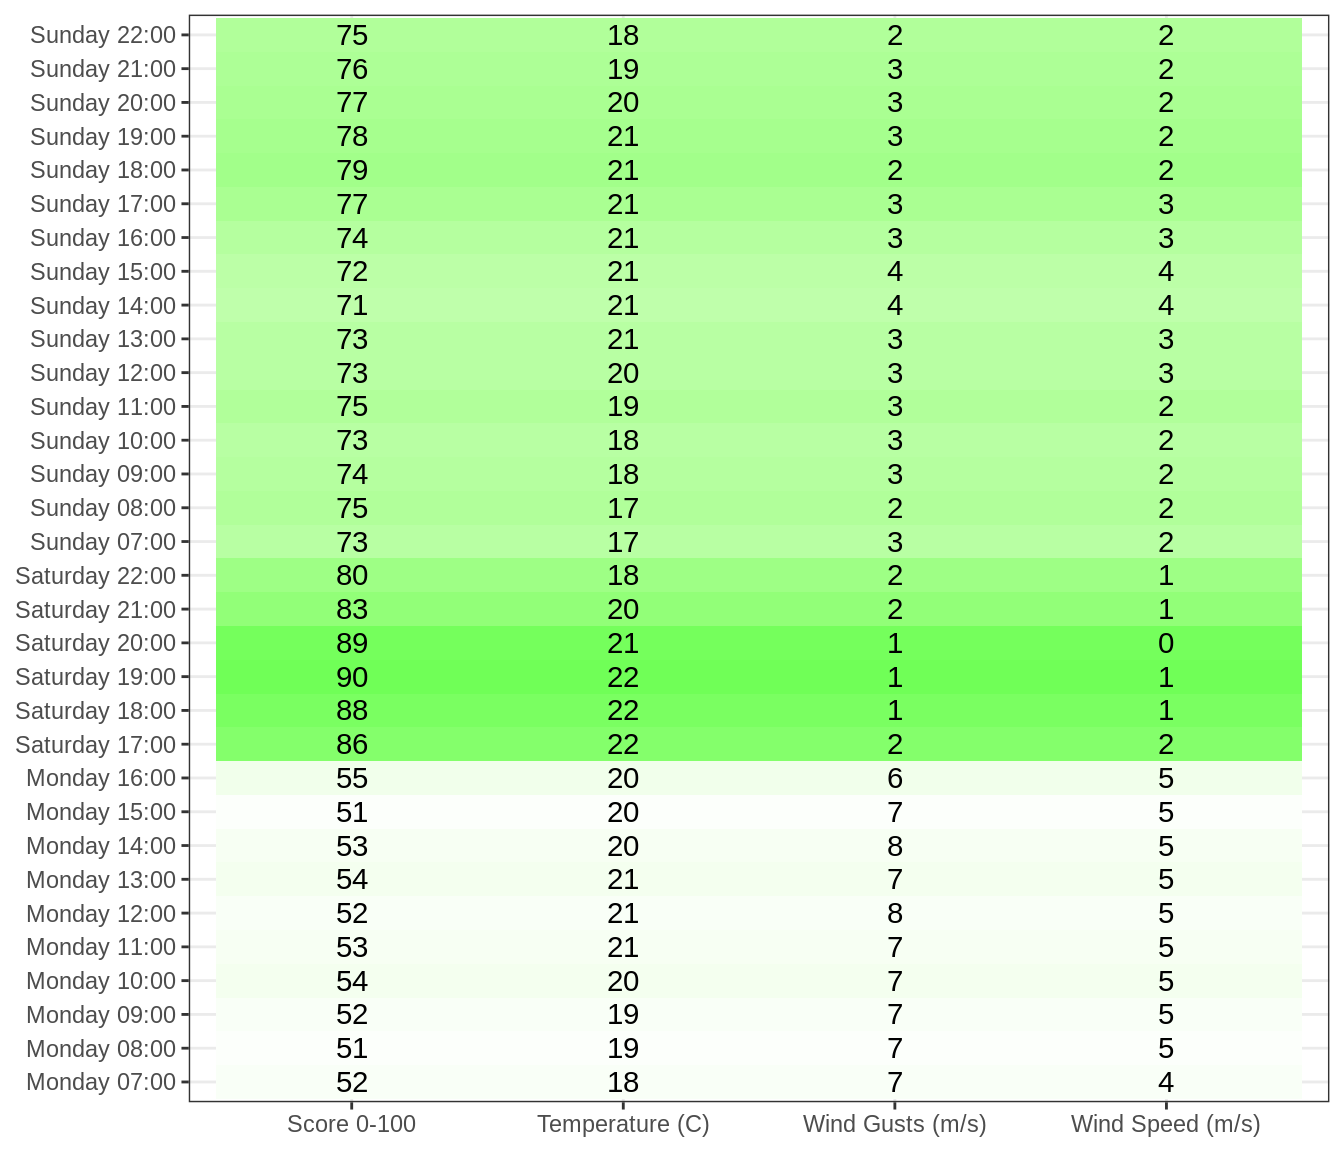 Sunday 22:00 75 18 2 2
Sunday 21:00 76 19 3 2
Sunday 20:00 77 20 3 2
Sunday 19:00 78 21 3 2
Sunday 18:00 79 21 2 2
Sunday 17:00 77 21 3 3
Sunday 16:00 74 21 3 3
Sunday 15:00 72 21 4 4
Sunday 14:00 71 21 4 4
Sunday 13:00 73 21 3 3
Sunday 12:00 73 20 3 3
Sunday 11:00 75 19 3 2
Sunday 10:00 73 18 3 2
Sunday 09:00 74 18 3 2
Sunday 08:00 75 17 2 2
Sunday 07:00 73 17 3 2
Saturday 22:00 80 18 2 1
Saturday 21:00 83 20 2 1
Saturday 20:00 89 21 1 0
Saturday 19:00 90 22 1 1
Saturday 18:00 88 22 1 1
Saturday 17:00 86 22 2 2
Monday 16:00 55 20 6 5
Monday 15:00 51 20 7 5
Monday 14:00 53 20 8 5
Monday 13:00 54 21 7 5
Monday 12:00 52 21 8 5
Monday 11:00 53 21 7 5
Monday 10:00 54 20 7 5
Monday 09:00 52 19 7 5
Monday 08:00 51 19 7 5
Monday 07:00 52 18 7 4
Score 0-100 Temperature (C) Wind Gusts (m/s) Wind Speed (m/s)